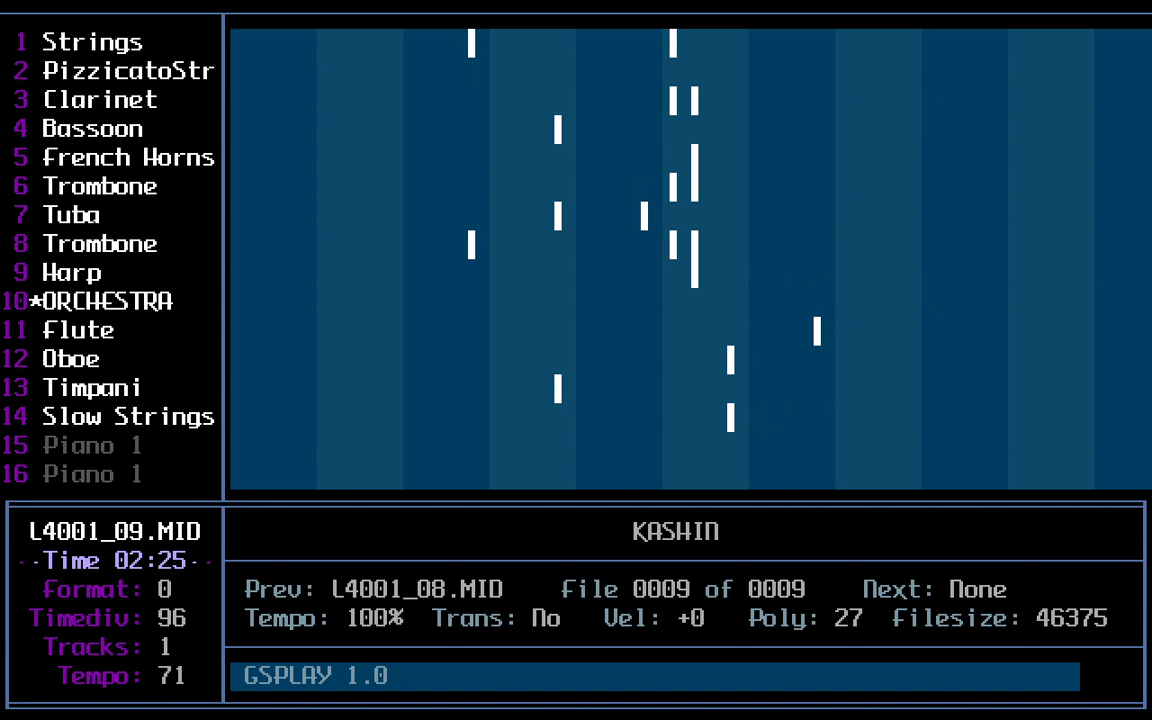 1 Strings
2 PizzicatoStr
3 Clarinet
4 Bassoon
5 French Horns
6 Trombone
7 Tuba
8 Trombone
9 Harp
10*ORCHESTRA
11 Flute
12 Oboe
13 Timpani
14 Slow Strings
15 Piano 1
16 Piano 1
L4001_09.MID
Time 02:25
Format: 0
Timediv: 96
Tracks: 1
Tempo: 71
KASHIN
Prev: L4001_08.MID File 0009 of 0009 Next: None
Tempo: 100% Trans: No Vel: +0 Poly: 27 Filesize: 46375
GSPLAY 1.0